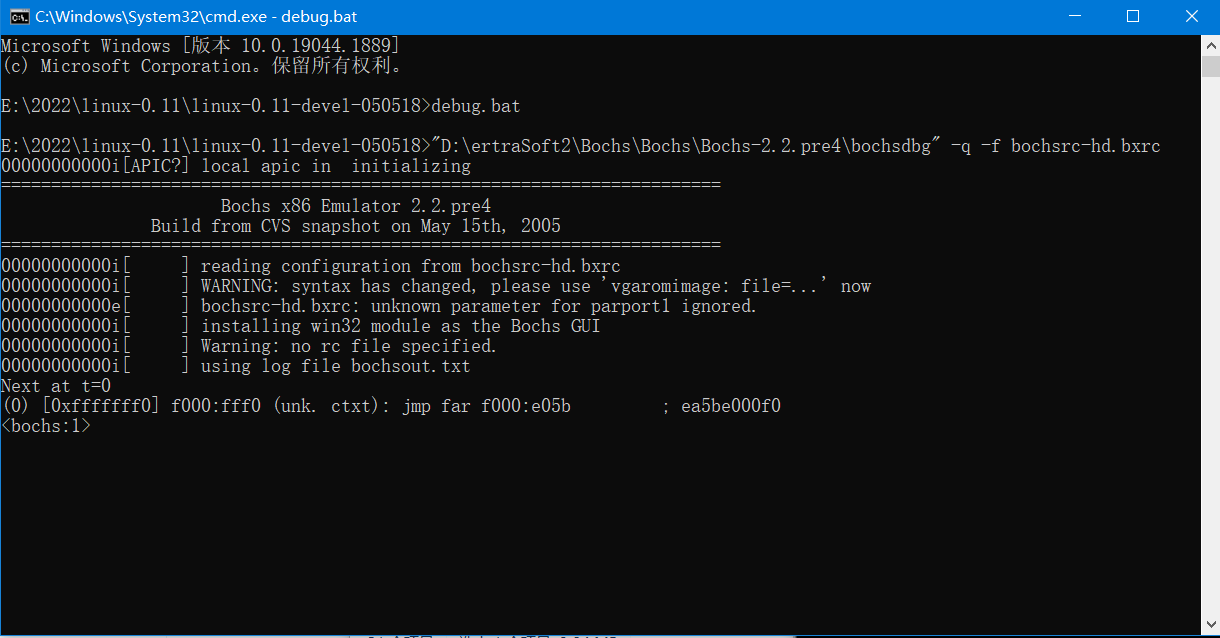 C:\Windows\System32\cmd.exe - debug.bat
Microsoft Windows [版本 10.0.19044.1889]
(c) Microsoft Corporation。保留所有权利。
E:\2022\linux-0.11\linux-0.11-devel-050518>debug.bat
E:\2022\linux-0.11\linux-0.11-devel-050518>"D:\ertraSoft2\Bochs\Bochs\Bochs-2.2.pre4\bochsdbg" -q -f bochsrc-hd.bxrc
00000000000i[APIC?] local apic in  initializing
========================================================================
Bochs x86 Emulator 2.2.pre4
Build from CVS snapshot on May 15th, 2005
========================================================================
00000000000i[     ] reading configuration from bochsrc-hd.bxrc
00000000000i[     ] WARNING: syntax has changed, please use 'vgaromimage: file=...' now
00000000000e[     ] bochsrc-hd.bxrc: unknown parameter for parport1 ignored.
00000000000i[     ] installing win32 module as the Bochs GUI
00000000000i[     ] Warning: no rc file specified.
00000000000i[     ] using log file bochsout.txt
Next at t=0
(0) [0xfffffff0] f000:fff0 (unk. ctxt): jmp far f000:e05b         ; ea5be000f0
<bochs:1>